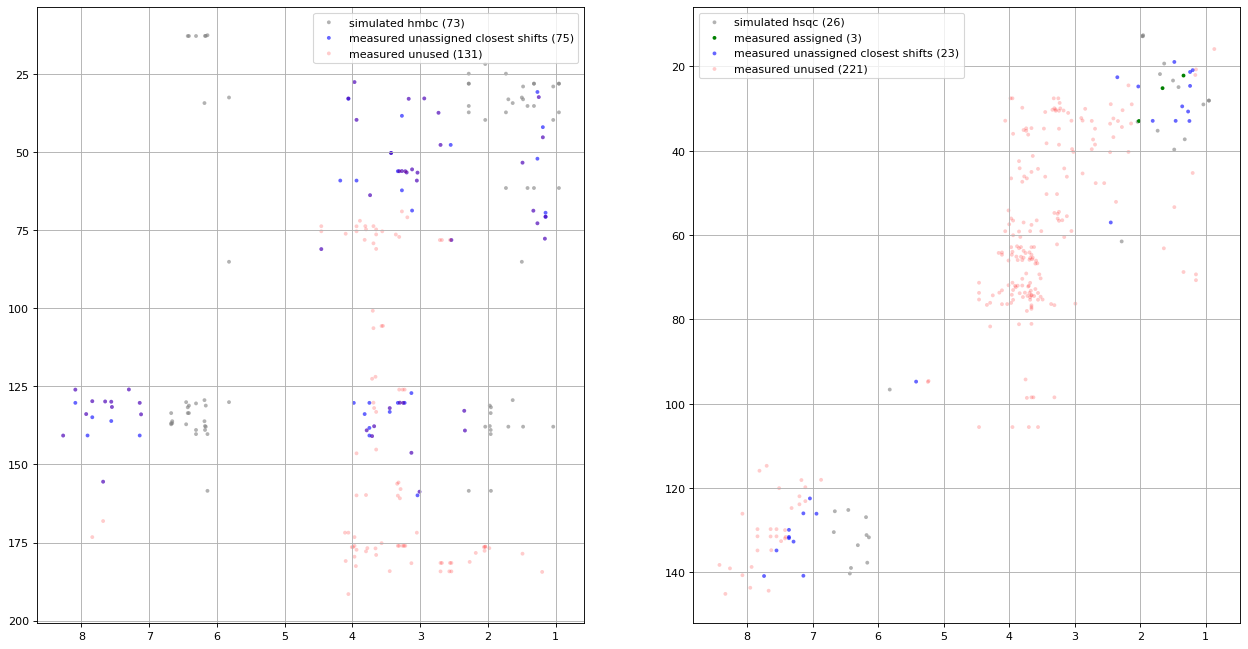 simulated hmbc (73)
measured unassigned closest shifts (75)
measured unused (131)
25
50
75
100
125
150
175
200
8 7 6 5 4 3 2 1
simulated hsqc (26)
measured assigned (3)
measured unassigned closest shifts (23)
measured unused (221)
20
40
60
80
100
120
140
8 7 6 5 4 3 2 1